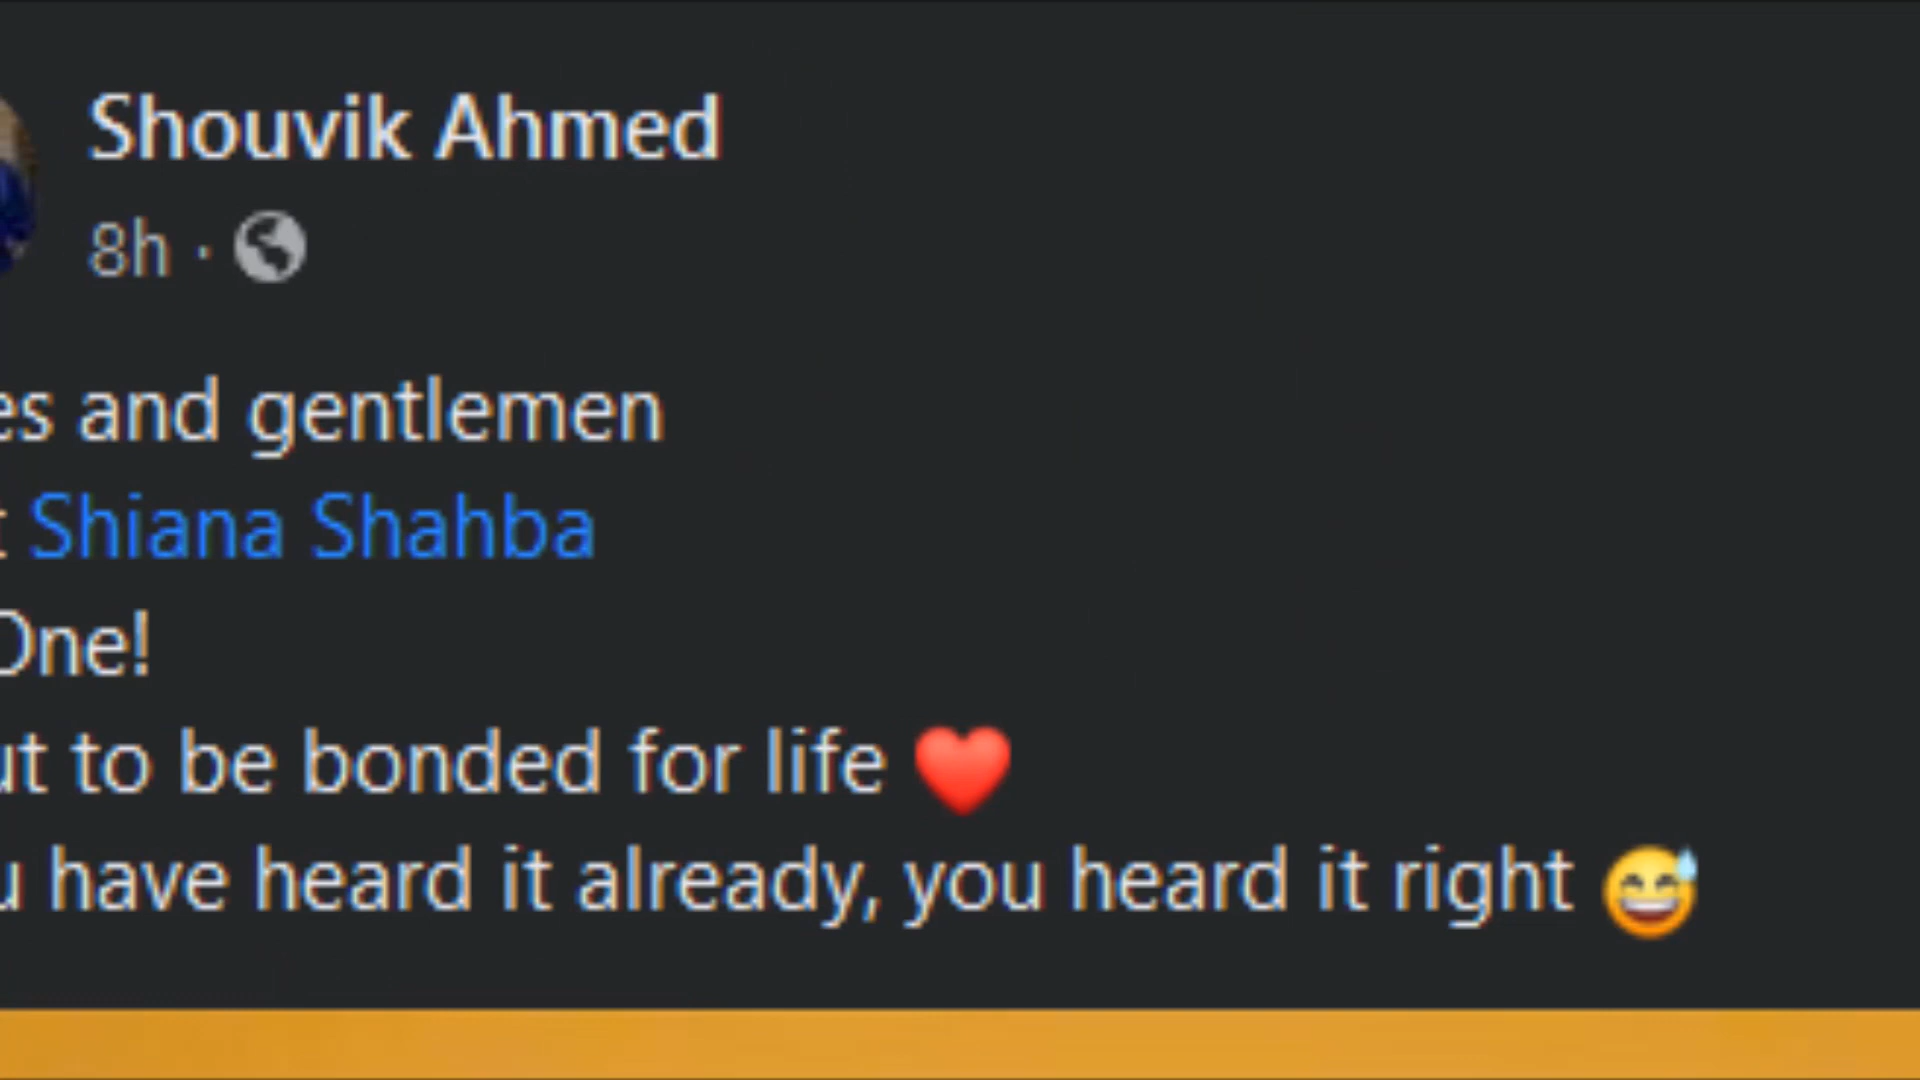 Shouvik Ahmed
8h ·
es and gentlemen
t Shiana Shahba
One!
ut to be bonded for life ❤️
u have heard it already, you heard it right 😅